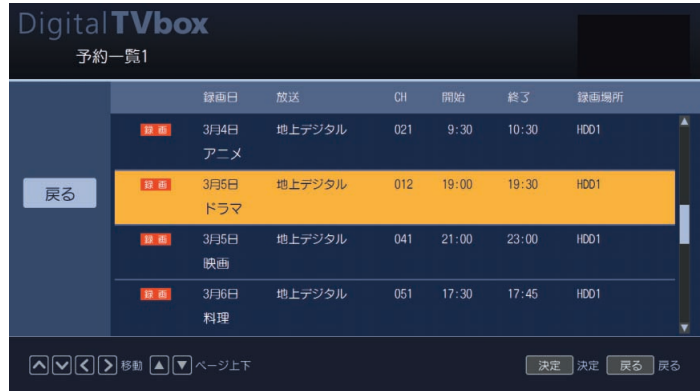 Digital TVbox
予約一覧1
録画日 放送 CH 開始 終了 録画場所
録画 3月4日 地上デジタル 021 9:30 10:30 HDD1
アニメ
戻る
録画 3月5日 地上デジタル 012 19:00 19:30 HDD1
ドラマ
録画 3月5日 地上デジタル 041 21:00 23:00 HDD1
映画
録画 3月6日 地上デジタル 051 17:30 17:45 HDD1
料理
移動 ページ上下 決定 決定 戻る 戻る